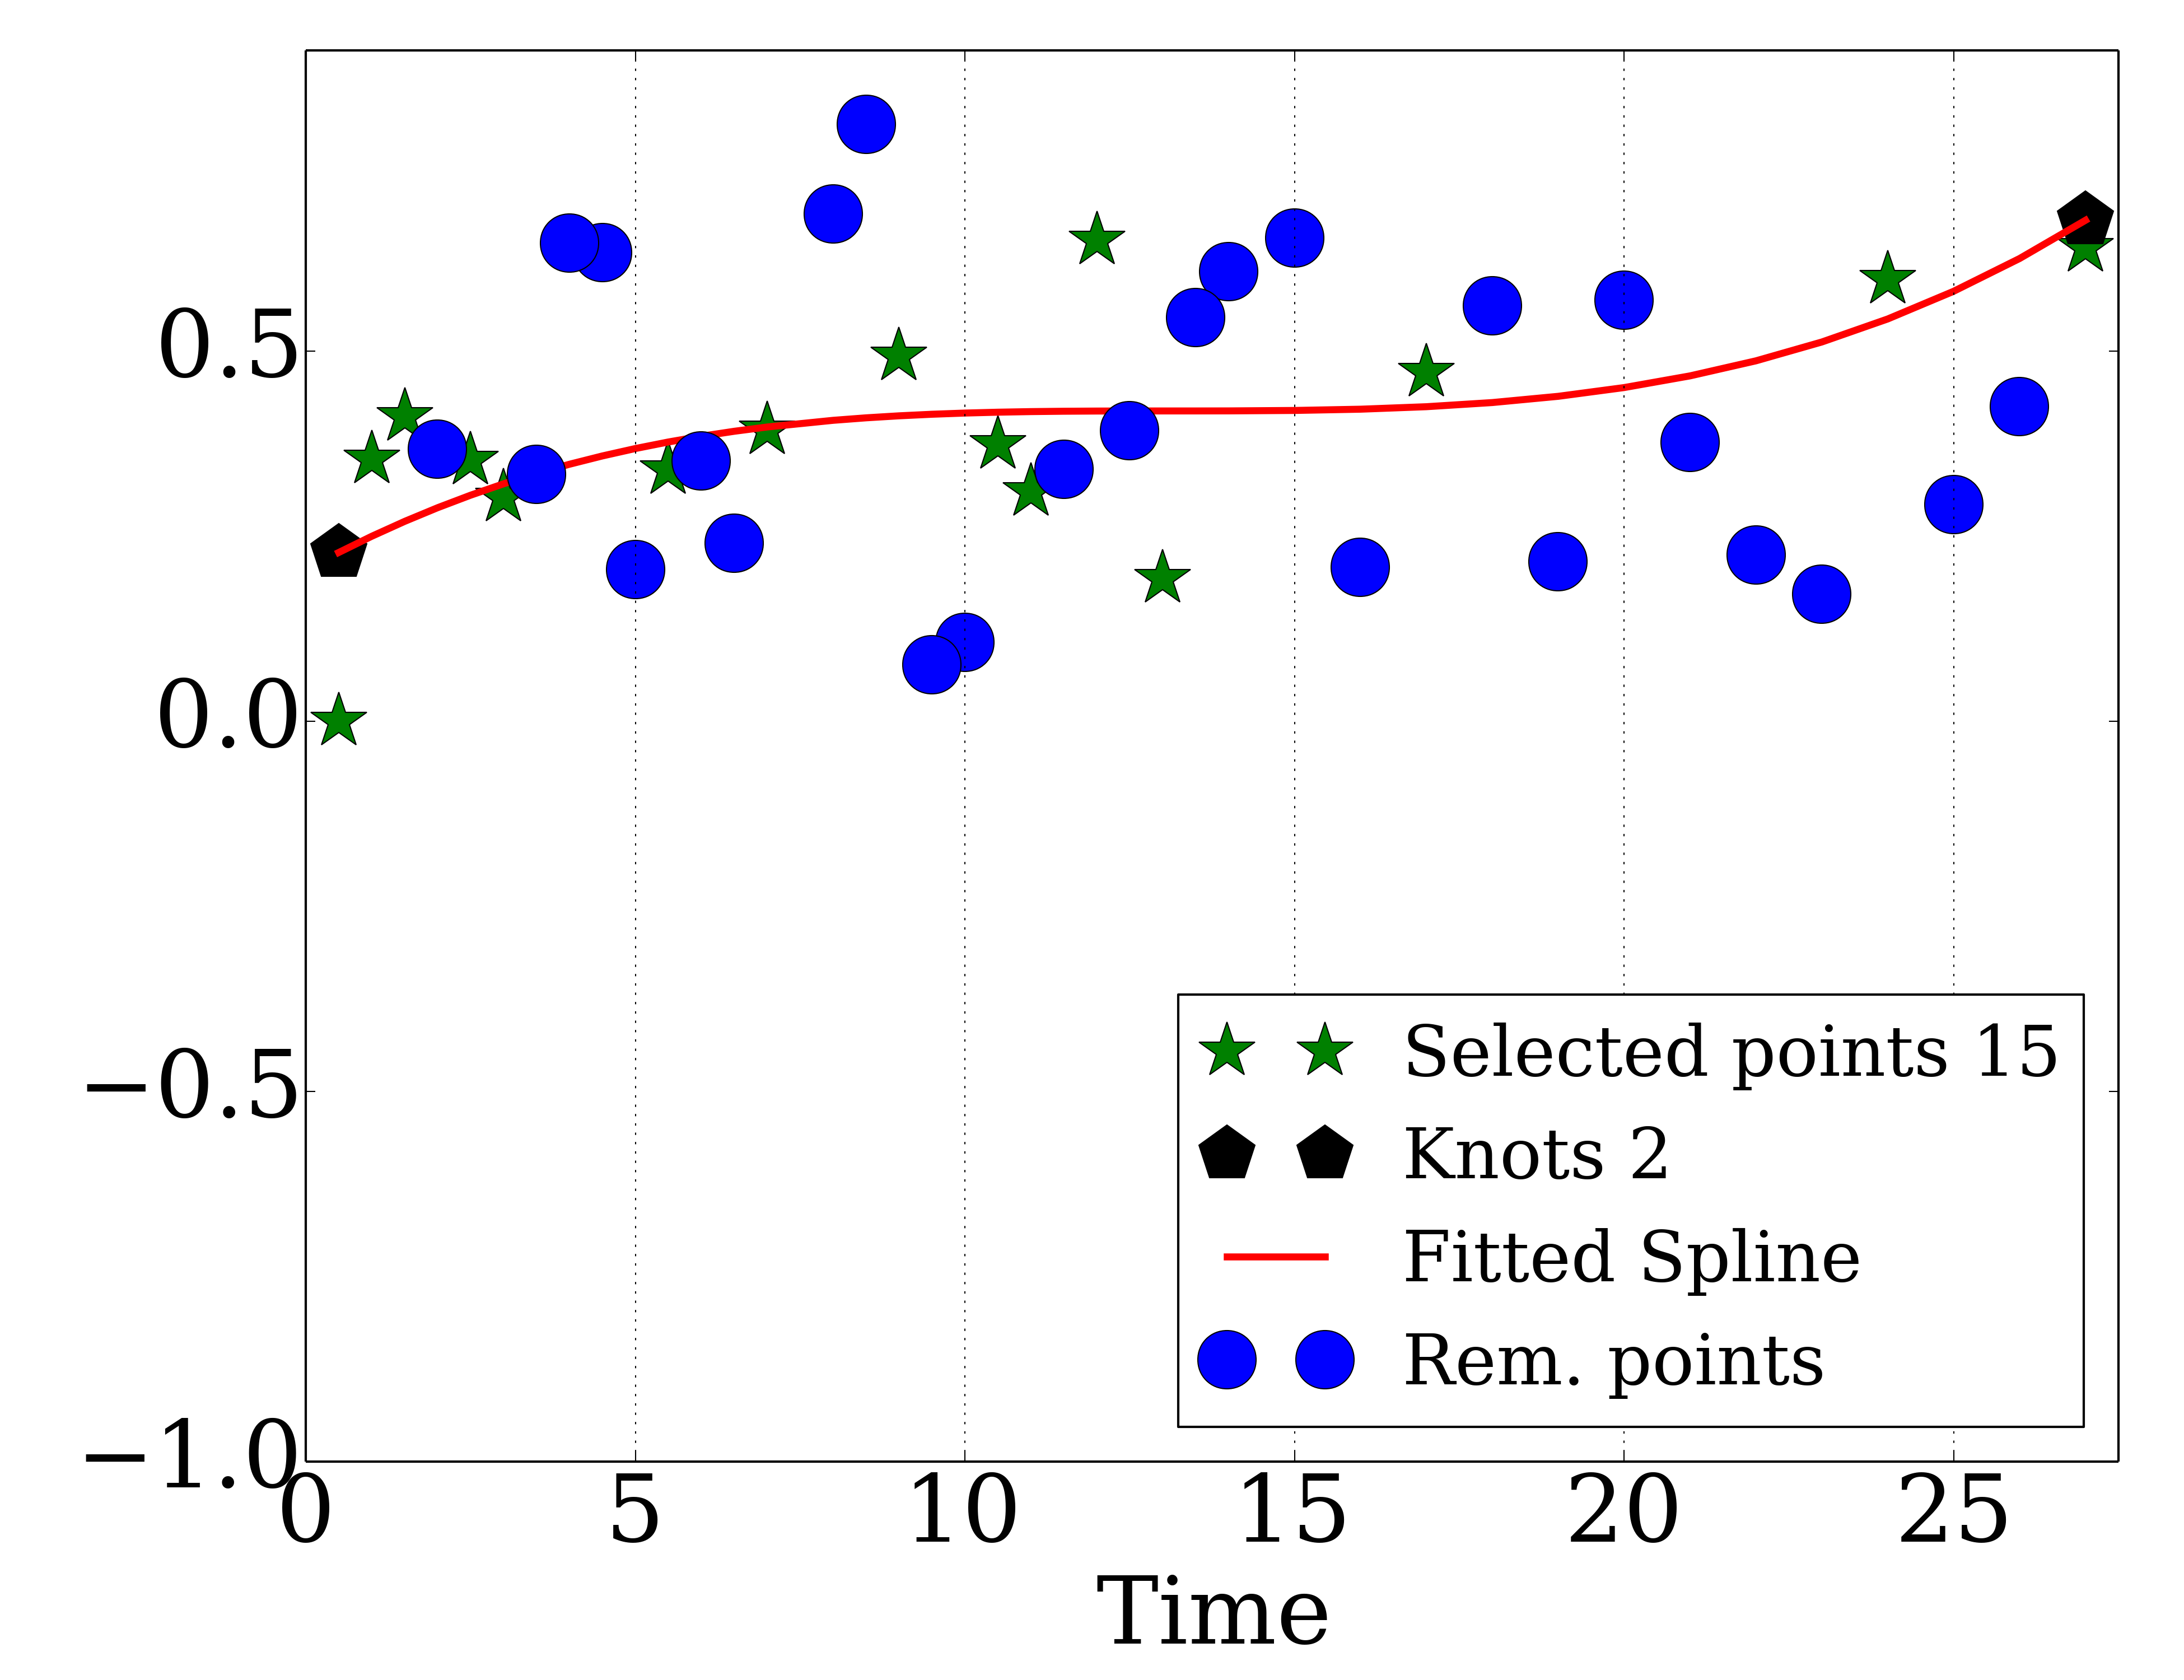 0.5
0.0
−0.5
−1.0
0 5 10 15 20 25
Time
Selected points 15
Knots 2
Fitted Spline
Rem. points